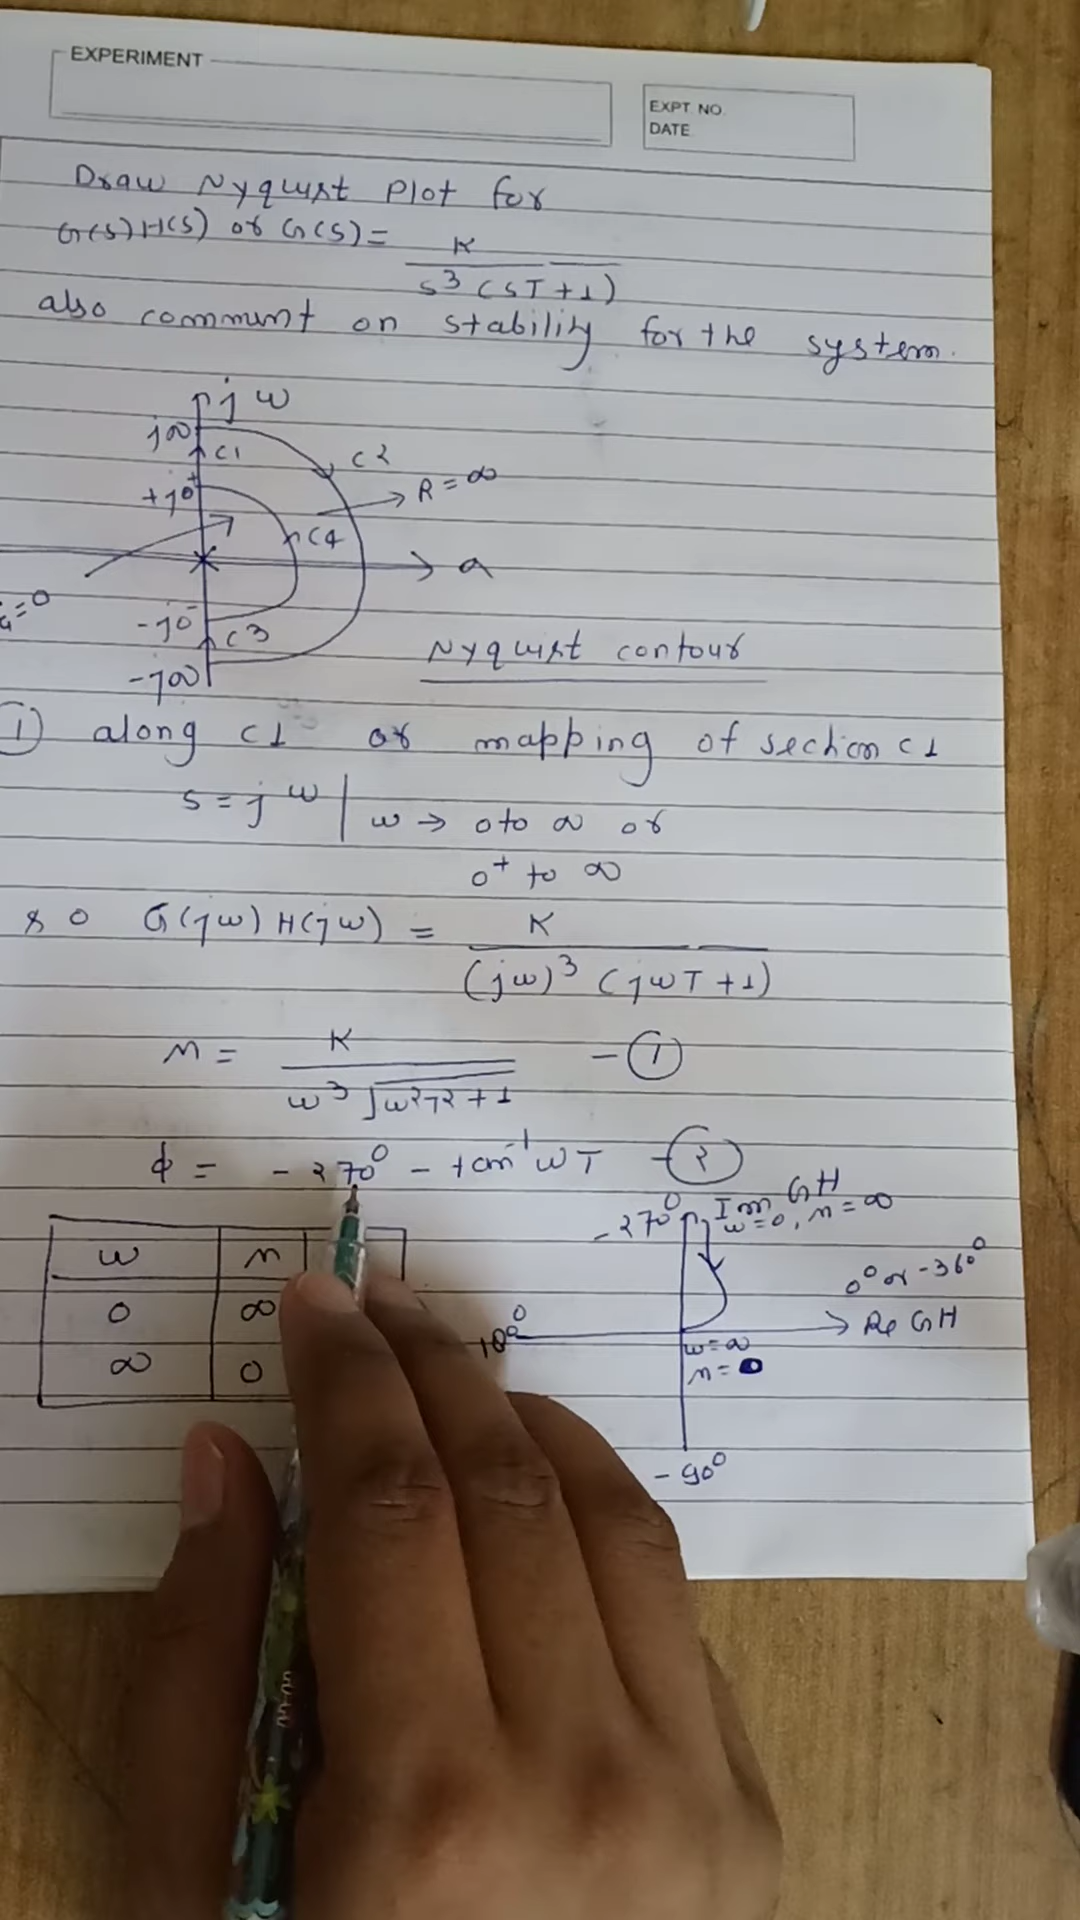 EXPERIMENT
EXPT. NO.
DATE
Draw Nyquist Plot for
G(s)H(s) or G(s) = K / s³(sT+1)
also comment on stability for the system.
jω
j∞
C1
C2
+j0⁺
R=∞
C4
σ
=0
-j0⁻
C3
-j∞
Nyquist contour
① along C1 or mapping of section C1
s = jω | ω → 0 to ∞ or
0⁺ to ∞
so G(jω) H(jω) = K / (jω)³ (jωT+1)
M = K / ω³ √ω²T²+1 - ①
ϕ = -270° - tan⁻¹ ωT - ②
-270° Im GH
ω=0, M=∞
0° or -360°
Re GH
180°
ω=∞
M=0
-90°
ω M
0 ∞
∞ 0